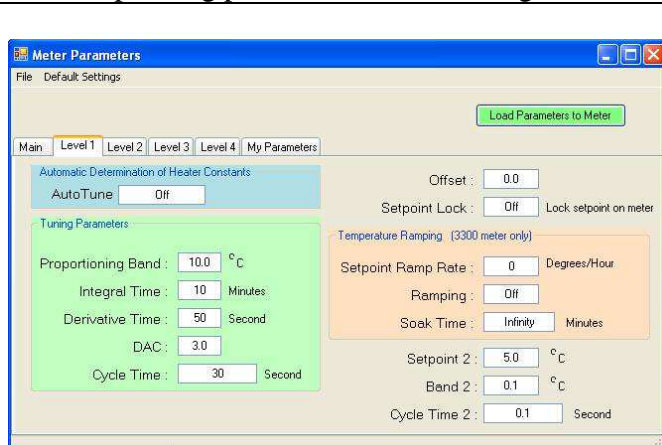 Meter Parameters
File Default Settings
Load Parameters to Meter
Main Level 1 Level 2 Level 3 Level 4 My Parameters
Automatic Determination of Heater Constants
AutoTune Off
Tuning Parameters
Proportioning Band : 10.0 °C
Integral Time : 10 Minutes
Derivative Time : 50 Second
DAC : 3.0
Cycle Time : 30 Second
Offset : 0.0
Setpoint Lock : Off Lock setpoint on meter
Temperature Ramping (3300 meter only)
Setpoint Ramp Rate : 0 Degrees/Hour
Ramping : Off
Soak Time : Infinity Minutes
Setpoint 2 : 5.0 °C
Band 2 : 0.1 °C
Cycle Time 2 : 0.1 Second